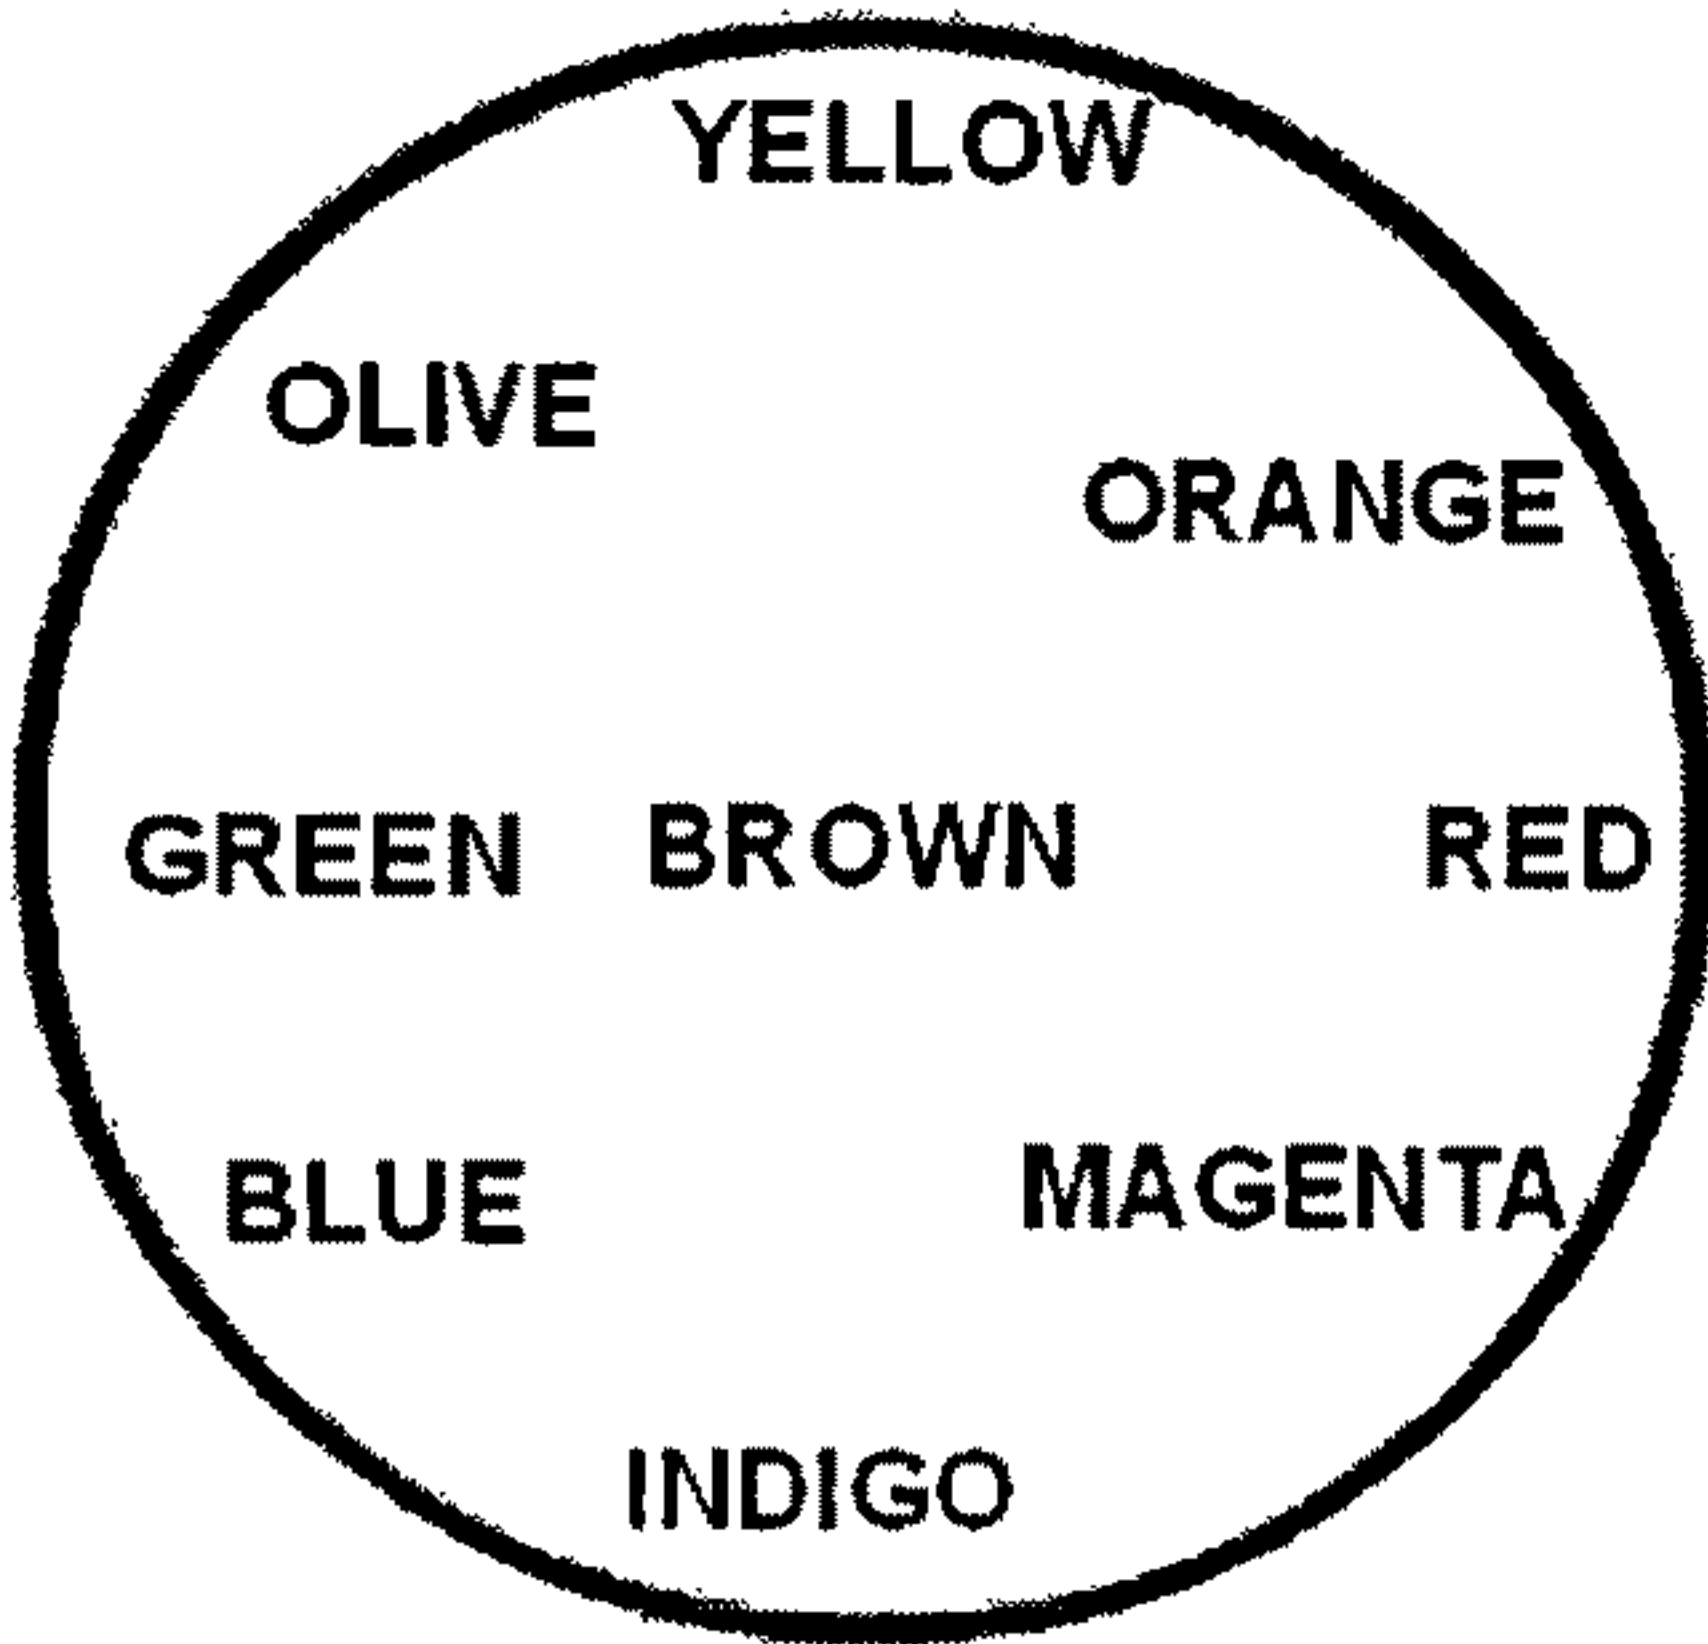 YELLOW
OLIVE
ORANGE
GREEN BROWN RED
BLUE
MAGENTA
INDIGO